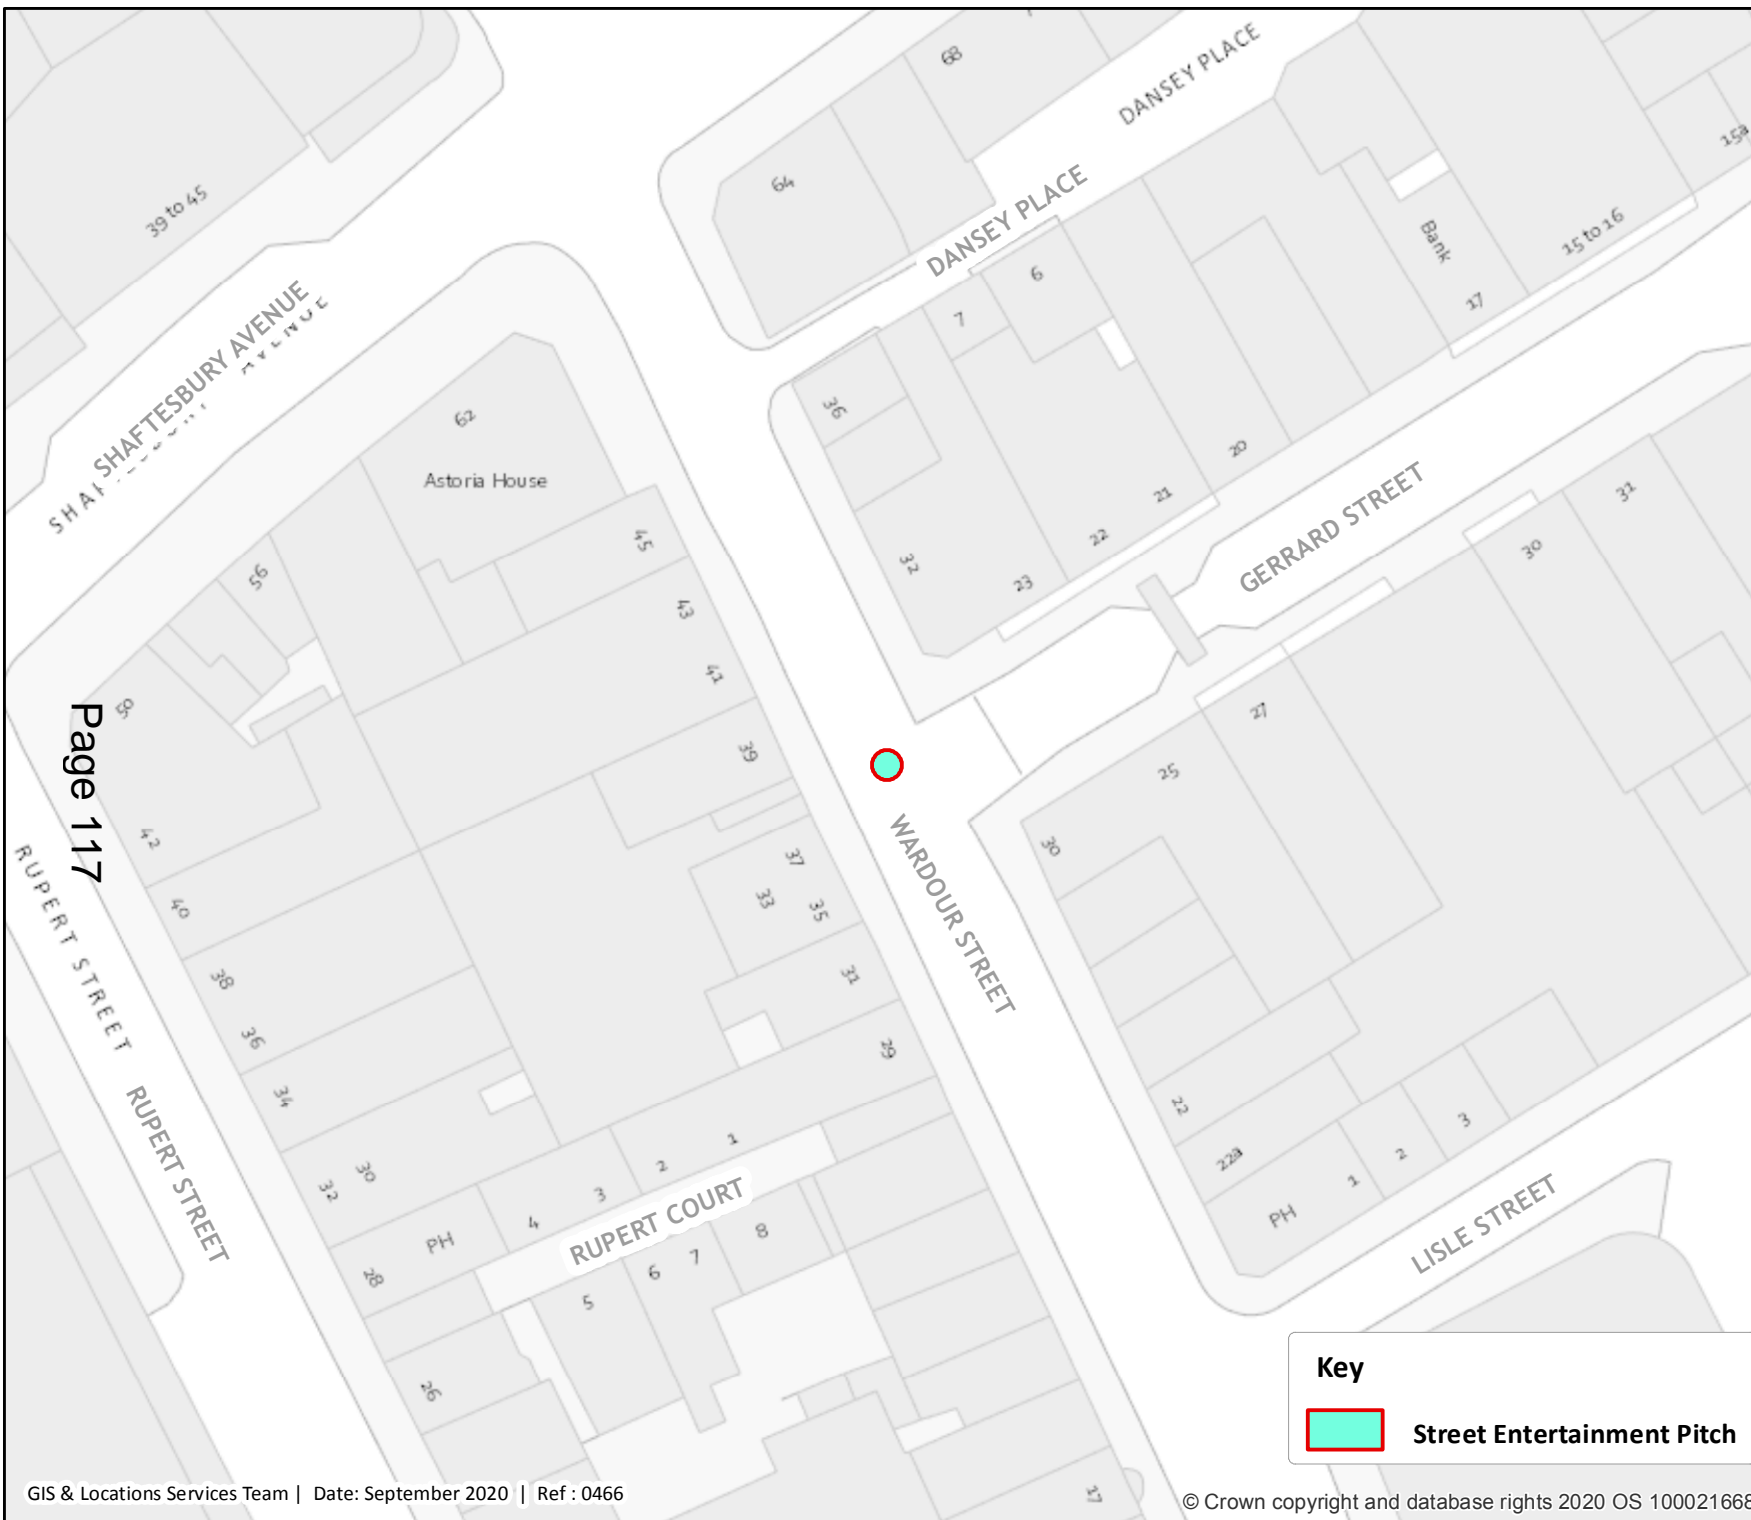 68
DANSEY PLACE
15a
64
39 to 45
DANSEY PLACE
Bank
15 to 16
6
7
17
SHAFTESBURY AVENUE
36
62
Astoria House
20
21
GERRARD STREET
31
45
22
30
32
23
56
43
41
50
27
39
25
Page 117
42
30
37
33
35
WARDOUR STREET
40
RUPERT STREET
38
31
36
29
34
22
RUPERT STREET
1
2
3
22a
3
2
1
PH
30
32
3
4
RUPERT COURT
PH
8
7
6
5
28
LISLE STREET
26
17
Key
Street Entertainment Pitch
GIS & Locations Services Team | Date: September 2020 | Ref : 0466
© Crown copyright and database rights 2020 OS 100021668